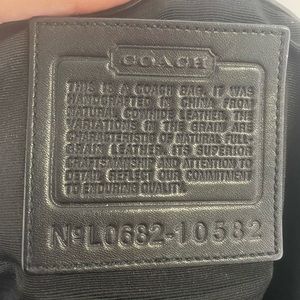 COACH
THIS IS A COACH BAG. IT WAS
HANDCRAFTED IN CHINA FROM
NATURAL COWHIDE LEATHER. THE
VARIATIONS IN THE GRAIN ARE
CHARACTERISTIC OF NATURAL FULL-
GRAIN LEATHER. ITS SUPERIOR
CRAFTSMANSHIP AND ATTENTION TO
DETAIL REFLECT OUR COMMITMENT
TO ENDURING QUALITY.
Nº L0682-10582